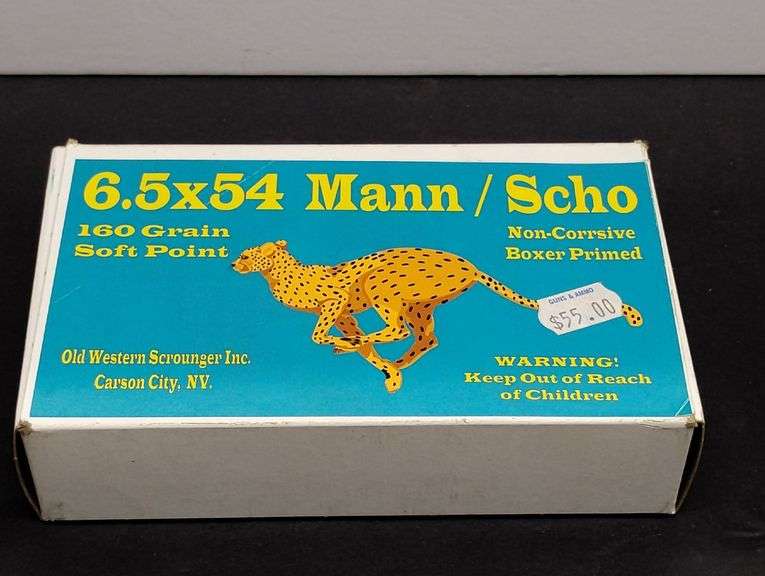 6.5x54 Mann / Scho
160 Grain
Soft Point
Non-Corrsive
Boxer Primed
GUNS & AMMO
$55.00
Old Western Scrounger Inc.
Carson City, NV.
WARNING!
Keep Out of Reach
of Children